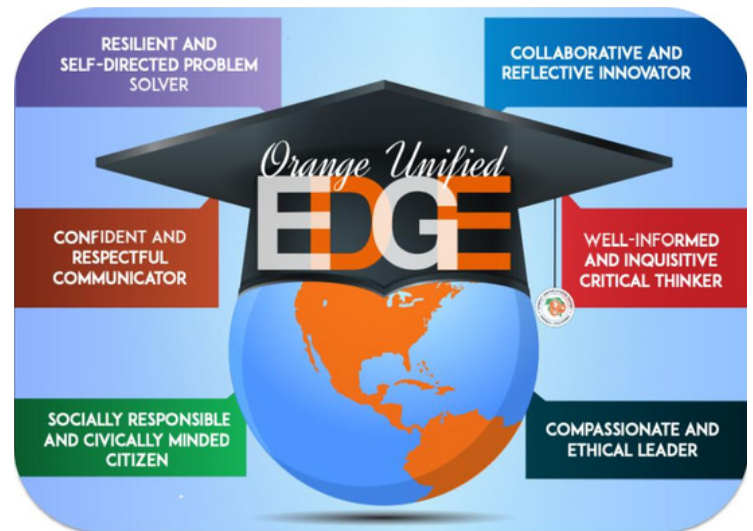 RESILIENT AND
SELF-DIRECTED PROBLEM
SOLVER
COLLABORATIVE AND
REFLECTIVE INNOVATOR
Orange Unified
EDGE
CONFIDENT AND
RESPECTFUL
COMMUNICATOR
WELL-INFORMED
AND INQUISITIVE
CRITICAL THINKER
SOCIALLY RESPONSIBLE
AND CIVICALLY MINDED
CITIZEN
COMPASSIONATE AND
ETHICAL LEADER